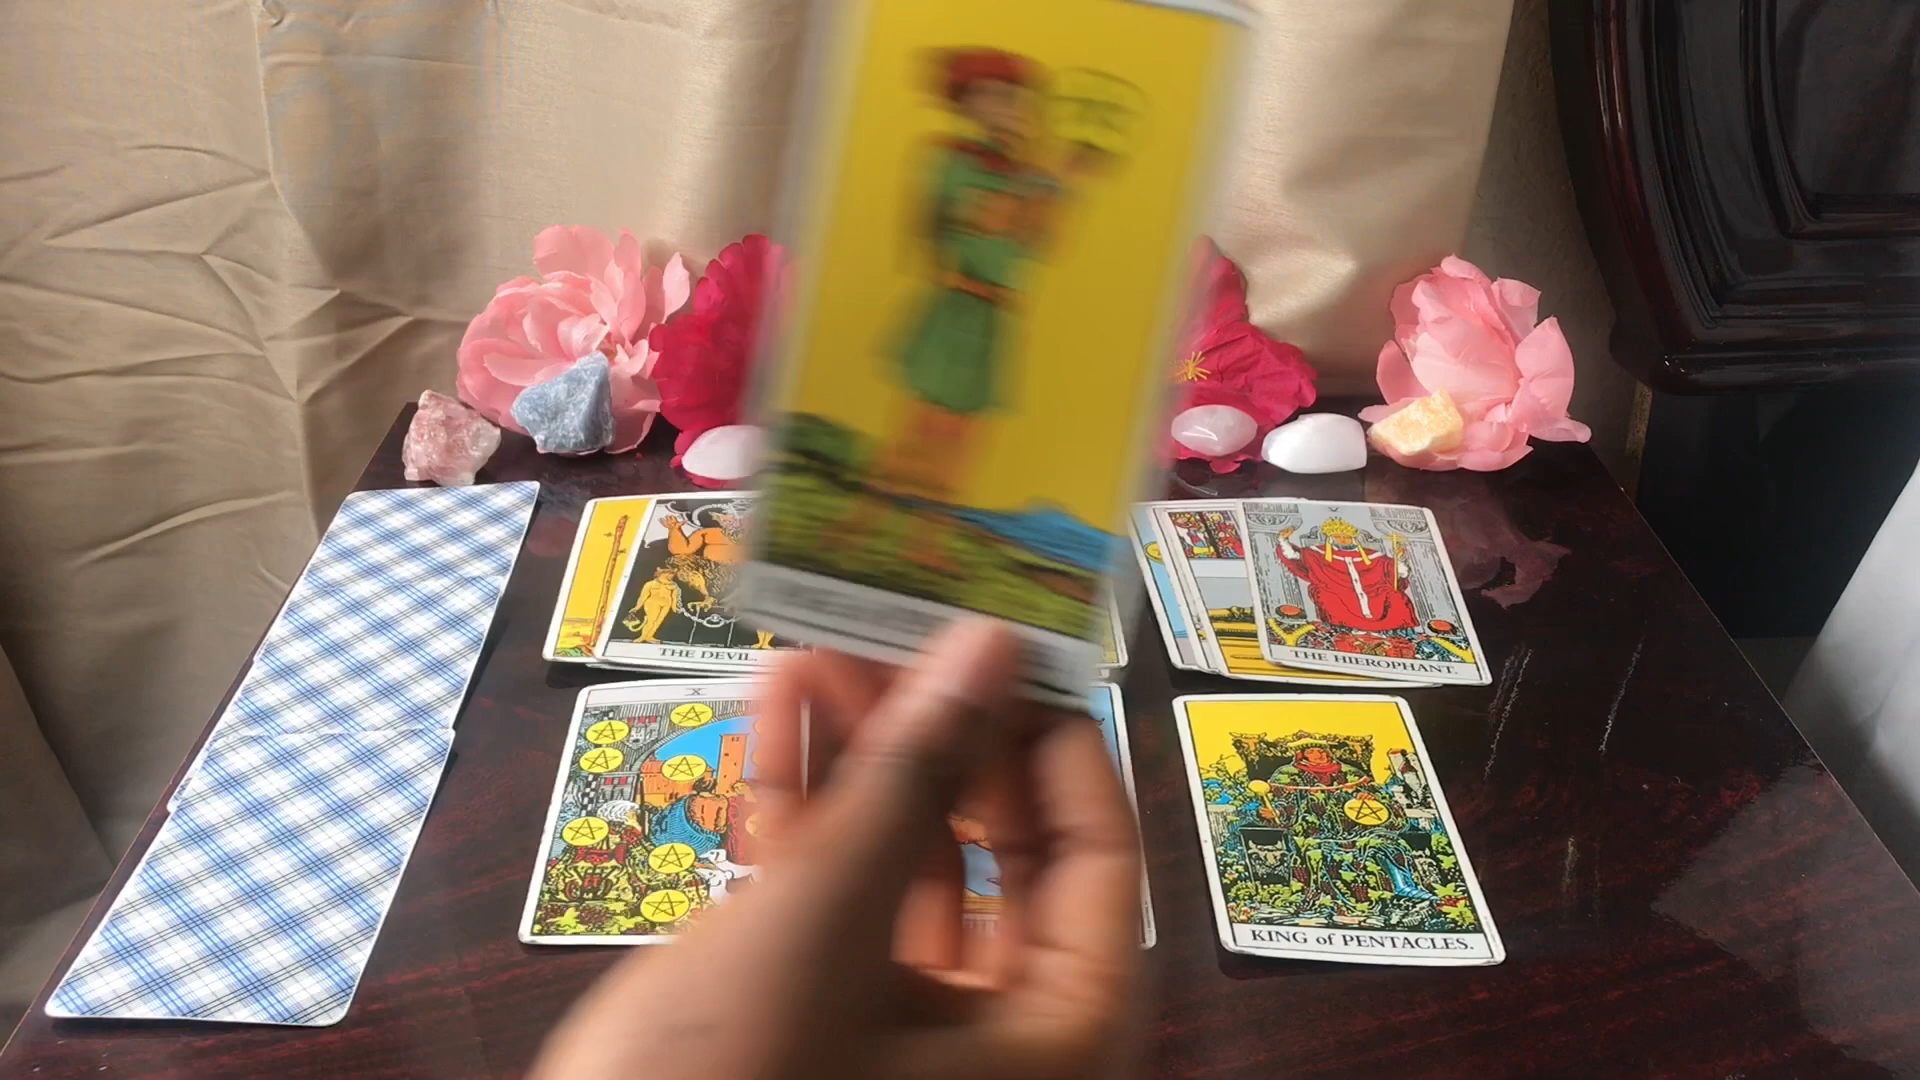 THE DEVIL.
V
THE HIEROPHANT.
X
KING of PENTACLES.